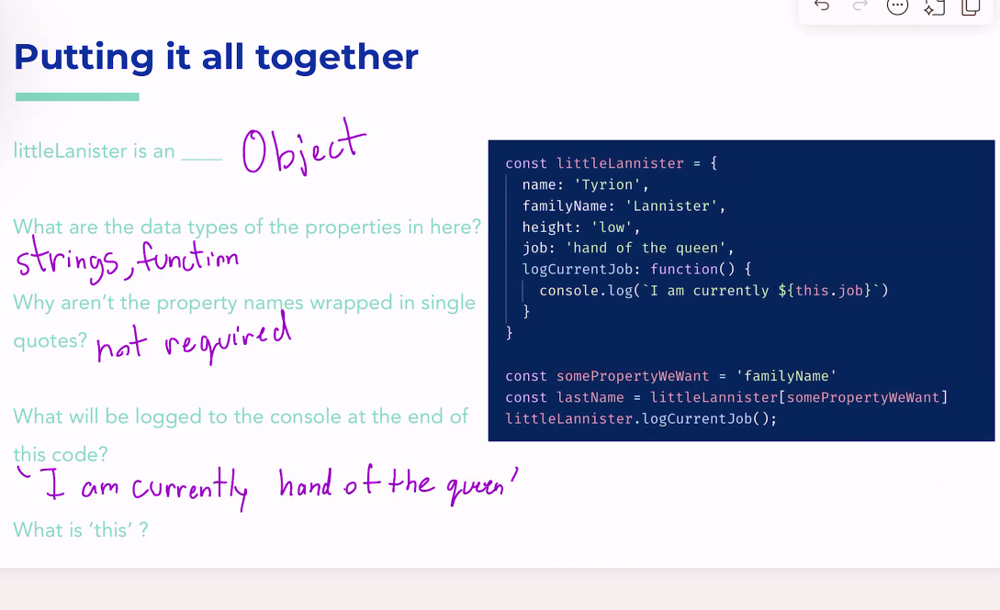 Putting it all together
littleLanister is an ____ Object
What are the data types of the properties in here?
strings, function
Why aren't the property names wrapped in single
quotes? not required
What will be logged to the console at the end of
this code?
`I am currently hand of the queen'
What is 'this' ?
const littleLannister = {
name: 'Tyrion',
familyName: 'Lannister',
height: 'low',
job: 'hand of the queen',
logCurrentJob: function() {
console.log(`I am currently ${this.job}`)
}
}
const somePropertyWeWant = 'familyName'
const lastName = littleLannister[somePropertyWeWant]
littleLannister.logCurrentJob();